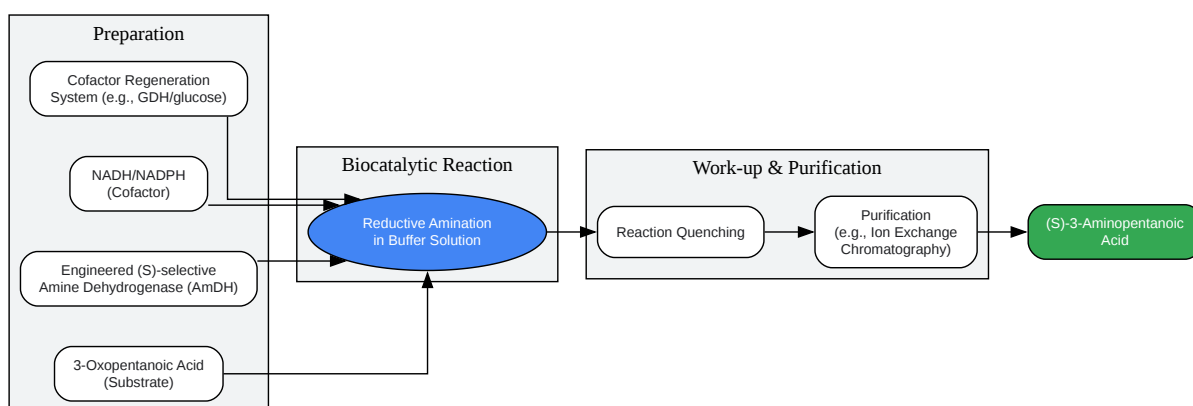 Preparation
Cofactor Regeneration
System (e.g., GDH/glucose)
NADH/NADPH
(Cofactor)
Engineered (S)-selective
Amine Dehydrogenase (AmDH)
3-Oxopentanoic Acid
(Substrate)
Biocatalytic Reaction
Reductive Amination
in Buffer Solution
Work-up & Purification
Reaction Quenching
Purification
(e.g., Ion Exchange
Chromatography)
(S)-3-Aminopentanoic
Acid